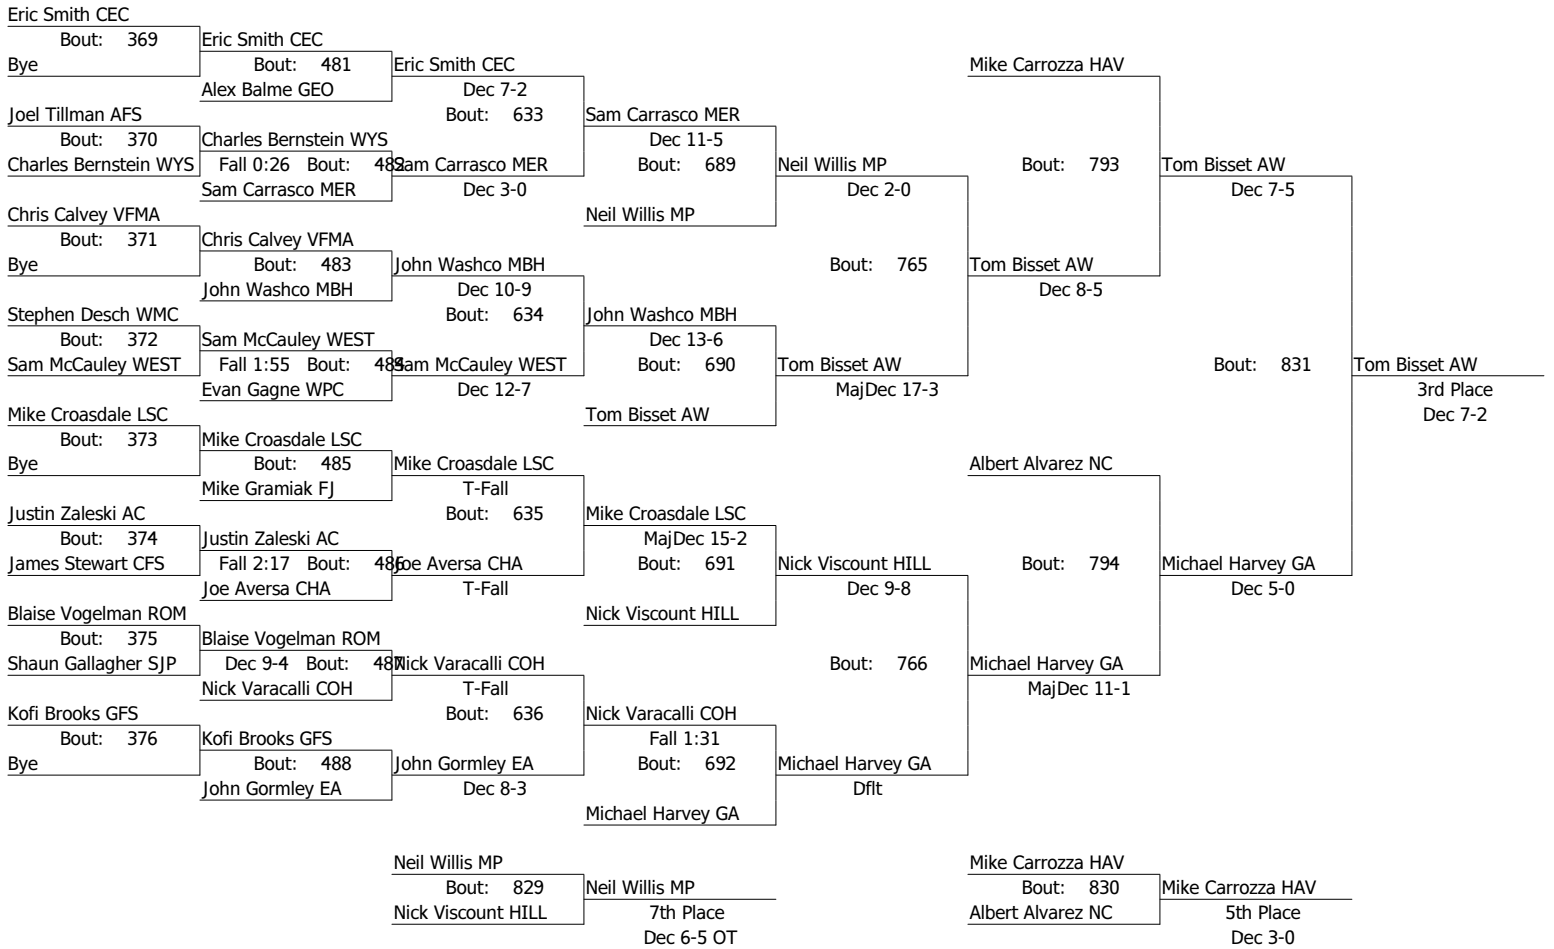 Eric Smith CEC
Bout: 369
Bye
Joel Tillman AFS
Bout: 370
Charles Bernstein WYS
Chris Calvey VFMA
Bout: 371
Bye
Stephen Desch WMC
Bout: 372
Sam McCauley WEST
Mike Croasdale LSC
Bout: 373
Bye
Justin Zaleski AC
Bout: 374
James Stewart CFS
Blaise Vogelman ROM
Bout: 375
Shaun Gallagher SJP
Kofi Brooks GFS
Bout: 376
Bye
Eric Smith CEC
Bout: 481
Alex Balme GEO
Charles Bernstein WYS
Fall 0:26 Bout: 482
Sam Carrasco MER
Chris Calvey VFMA
Bout: 483
John Washco MBH
Sam McCauley WEST
Fall 1:55 Bout: 484
Evan Gagne WPC
Mike Croasdale LSC
Bout: 485
Mike Gramiak FJ
Justin Zaleski AC
Fall 2:17 Bout: 486
Joe Aversa CHA
Blaise Vogelman ROM
Dec 9-4 Bout: 487
Nick Varacalli COH
Kofi Brooks GFS
Bout: 488
John Gormley EA
Eric Smith CEC
Dec 7-2
Bout: 633
Sam Carrasco MER
Dec 3-0
John Washco MBH
Dec 10-9
Bout: 634
Sam McCauley WEST
Dec 12-7
Mike Croasdale LSC
T-Fall
Bout: 635
Joe Aversa CHA
T-Fall
Nick Varacalli COH
T-Fall
Bout: 636
John Gormley EA
Dec 8-3
Sam Carrasco MER
Dec 11-5
Bout: 689
Neil Willis MP
John Washco MBH
Dec 13-6
Bout: 690
Tom Bisset AW
Mike Croasdale LSC
MajDec 15-2
Bout: 691
Nick Viscount HILL
Nick Varacalli COH
Fall 1:31
Bout: 692
Michael Harvey GA
Neil Willis MP
Dec 2-0
Bout: 765
Tom Bisset AW
MajDec 17-3
Nick Viscount HILL
Dec 9-8
Bout: 766
Michael Harvey GA
Dflt
Mike Carrozza HAV
Bout: 793
Tom Bisset AW
Dec 8-5
Albert Alvarez NC
Bout: 794
Michael Harvey GA
MajDec 11-1
Tom Bisset AW
Dec 7-5
Bout: 831
Michael Harvey GA
Dec 5-0
Tom Bisset AW
3rd Place
Dec 7-2
Neil Willis MP
Bout: 829
Nick Viscount HILL
Neil Willis MP
7th Place
Dec 6-5 OT
Mike Carrozza HAV
Bout: 830
Albert Alvarez NC
Mike Carrozza HAV
5th Place
Dec 3-0